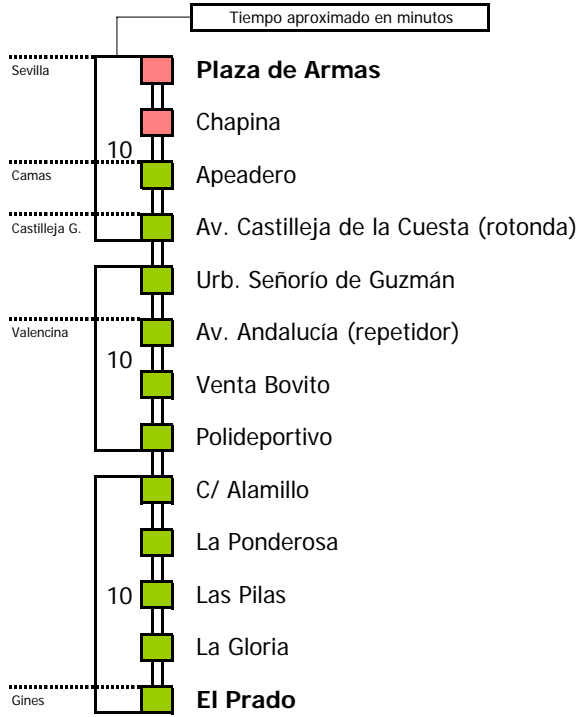 Tiempo aproximado en minutos
Sevilla
Plaza de Armas
Chapina
10
Camas
Apeadero
Castilleja G.
Av. Castilleja de la Cuesta (rotonda)
Urb. Señorío de Guzmán
Valencina
Av. Andalucía (repetidor)
10
Venta Bovito
Polideportivo
C/ Alamillo
La Ponderosa
10
Las Pilas
La Gloria
Gines
El Prado